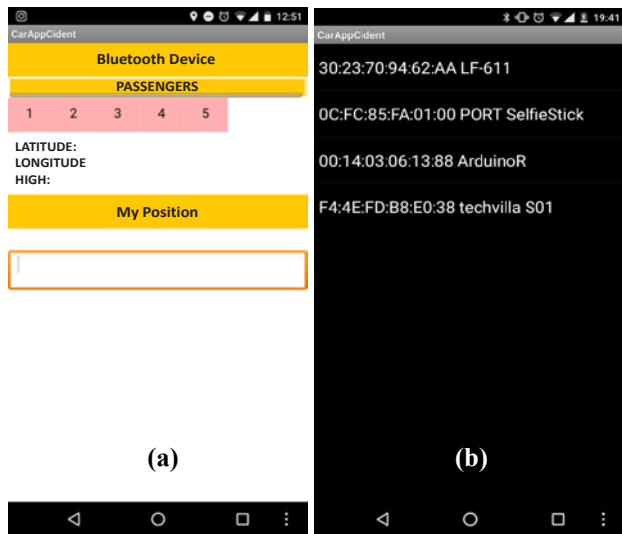 12:51
CarAppCident
Bluetooth Device
PASSENGERS
1 2 3 4 5
LATITUDE:
LONGITUDE
HIGH:
My Position
(a)
19:41
CarAppCident
30:23:70:94:62:AA LF-611
0C:FC:85:FA:01:00 PORT SelfieStick
00:14:03:06:13:88 ArduinoR
F4:4E:FD:B8:E0:38 techvilla S01
(b)